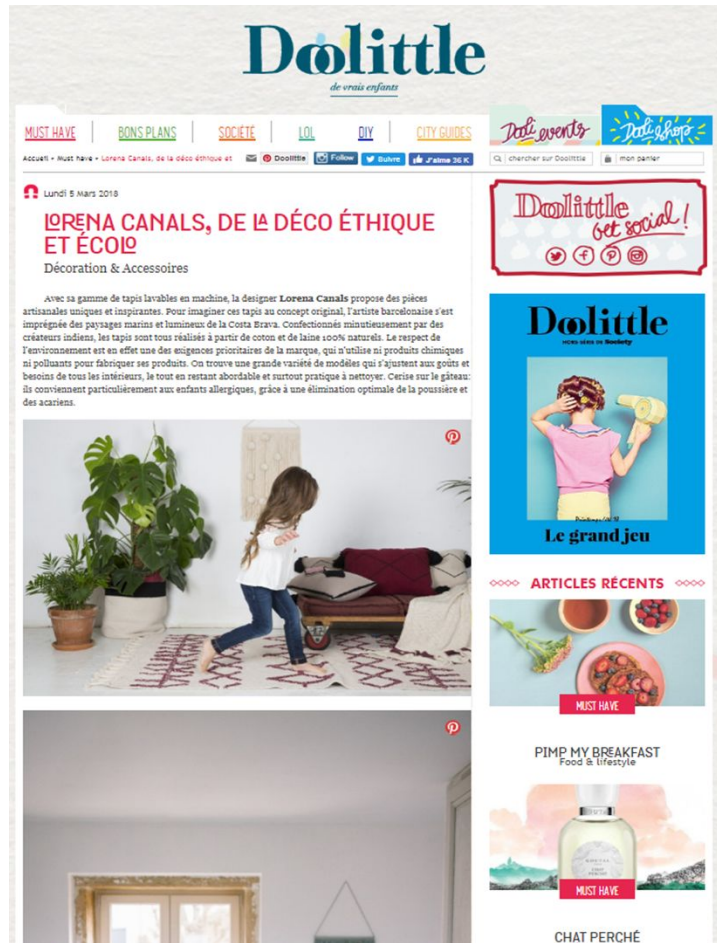 Doolittle
de vrais enfants
MUST HAVE
BONS PLANS
SOCIÉTÉ
LOL
DIY
CITY GUIDES
Dooli events
Dooli shop
Accueil • Must have • Lorena Canals, de la déco éthique et
Doolittle
Follow
Suivre
J'aime 36 K
chercher sur Doolittle
mon panier
Lundi 5 Mars 2018
LORENA CANALS, DE LA DÉCO ÉTHIQUE
ET ÉCOLO
Décoration & Accessoires
Avec sa gamme de tapis lavables en machine, la designer Lorena Canals propose des pièces
artisanales uniques et inspirantes. Pour imaginer ces tapis au concept original, l'artiste barcelonaise s'est
imprégnée des paysages marins et lumineux de la Costa Brava. Confectionnés minutieusement par des
créateurs indiens, les tapis sont tous réalisés à partir de coton et de laine 100% naturels. Le respect de
l'environnement est en effet une des exigences prioritaires de la marque, qui n'utilise ni produits chimiques
ni polluants pour fabriquer ses produits. On trouve une grande variété de modèles qui s'ajustent aux goûts et
besoins de tous les intérieurs, le tout en restant abordable et surtout pratique à nettoyer. Cerise sur le gâteau:
ils conviennent particulièrement aux enfants allergiques, grâce à une élimination optimale de la poussière et
des acariens.
Doolittle
get social !
Doolittle
HORS-SÉRIE DE Society
Le grand jeu
ARTICLES RÉCENTS
MUST HAVE
PIMP MY BREAKFAST
Food & lifestyle
MUST HAVE
CHAT PERCHÉ